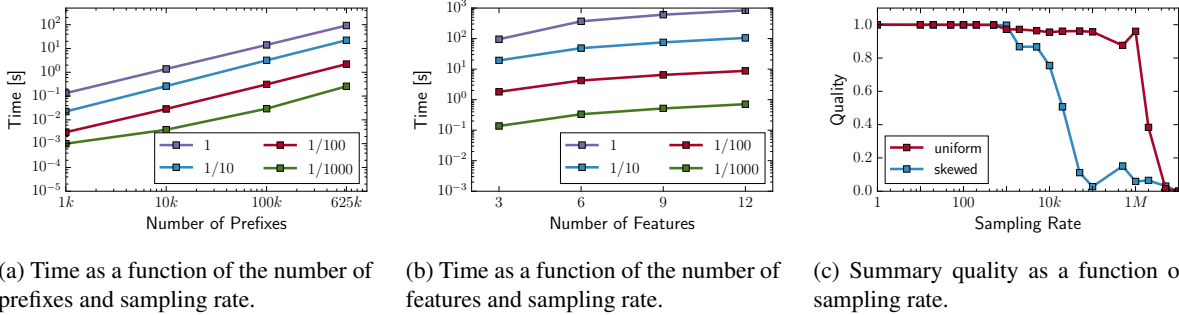 10^2
10^1
10^0
10^-1
10^-2
10^-3
10^-4
10^-5
Time [s]
1k 10k 100k 625k
Number of Prefixes
1 1/100
1/10 1/1000
10^3
10^2
10^1
10^0
10^-1
10^-2
10^-3
Time [s]
3 6 9 12
Number of Features
1 1/100
1/10 1/1000
1.0
0.8
0.6
0.4
0.2
0.0
Quality
1 100 10k 1M
Sampling Rate
uniform
skewed
(a) Time as a function of the number of
prefixes and sampling rate.
(b) Time as a function of the number of
features and sampling rate.
(c) Summary quality as a function o
sampling rate.